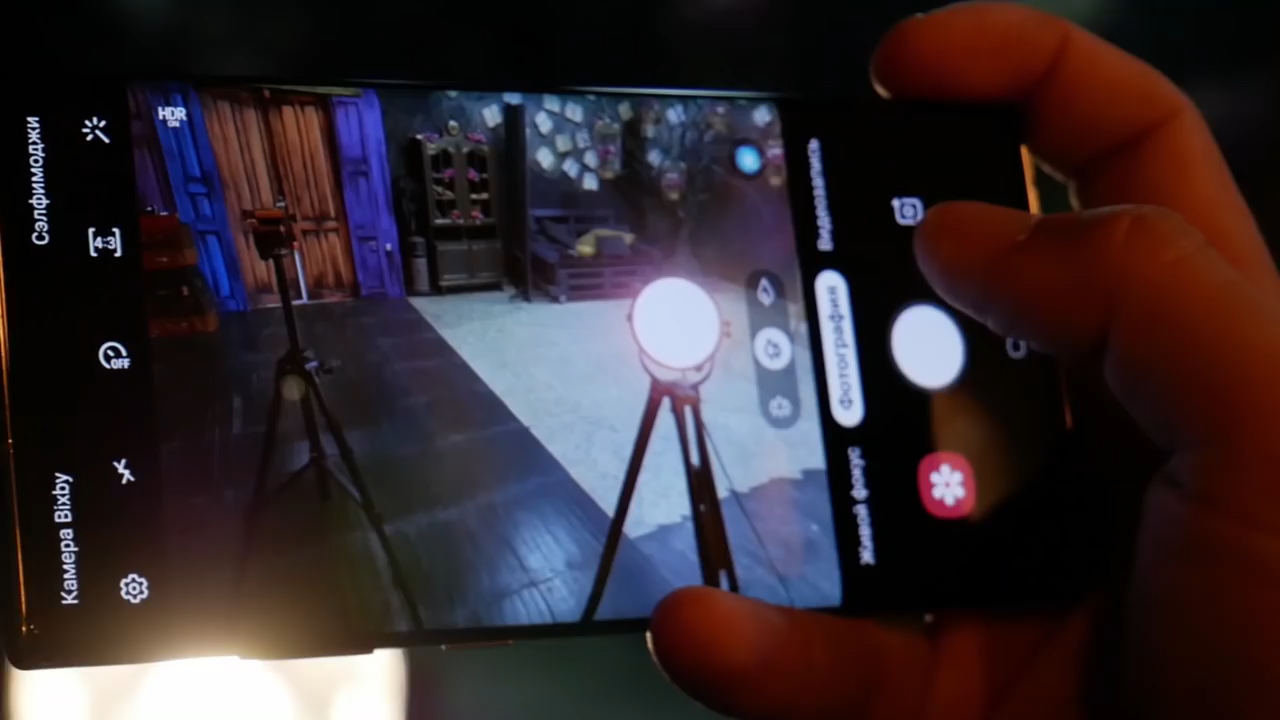 Камера Bixby
Сэлфимоджи
OFF
[4:3]
HDR
ON
Живой фокус
Фотография
Видеозапись